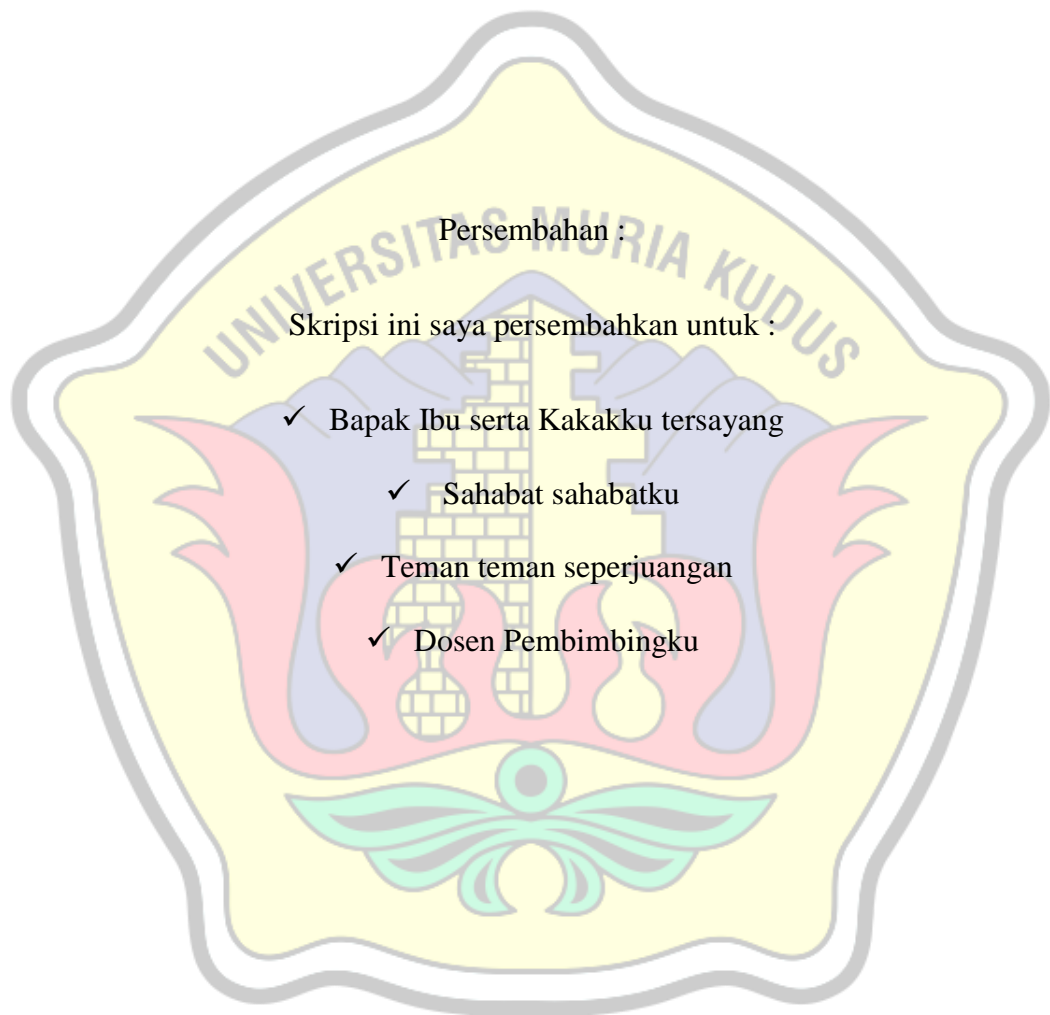 UNIVERSITAS MURIA KUDUS
Persembahan :
Skripsi ini saya persembahkan untuk :
✓ Bapak Ibu serta Kakakku tersayang
✓ Sahabat sahabatku
✓ Teman teman seperjuangan
✓ Dosen Pembimbingku